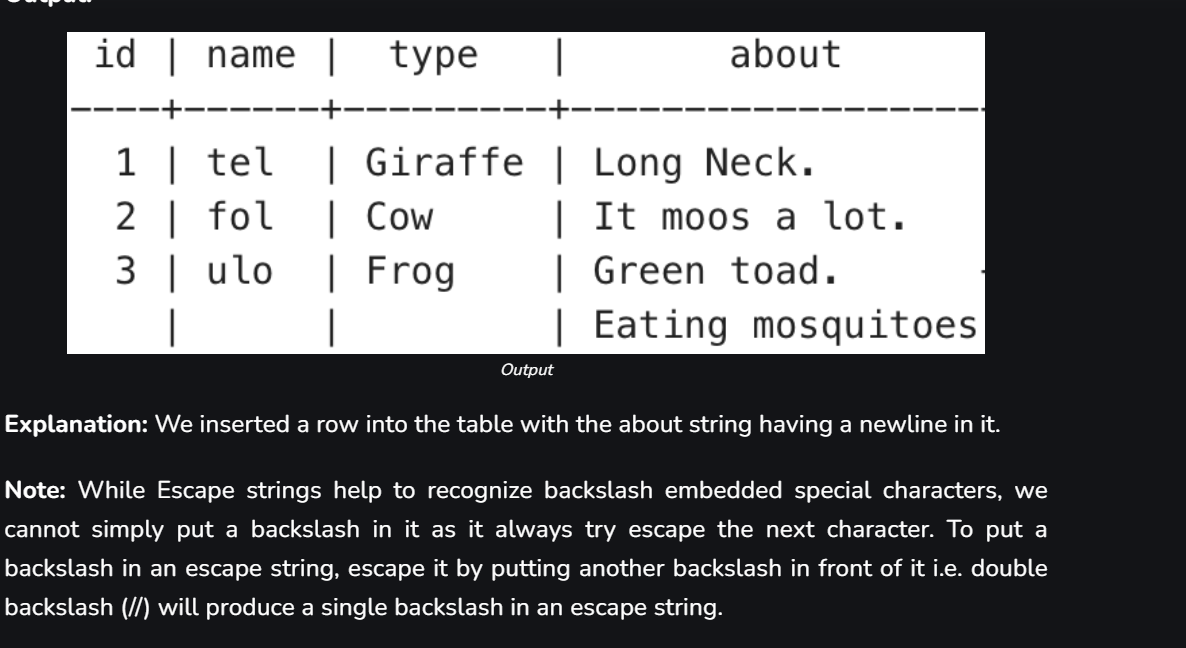 id | name | type | about
----+------+---------+------------------
1 | tel | Giraffe | Long Neck.
2 | fol | Cow | It moos a lot.
3 | ulo | Frog | Green toad.
| | | Eating mosquitoes
Output
Explanation: We inserted a row into the table with the about string having a newline in it.
Note: While Escape strings help to recognize backslash embedded special characters, we
cannot simply put a backslash in it as it always try escape the next character. To put a
backslash in an escape string, escape it by putting another backslash in front of it i.e. double
backslash (//) will produce a single backslash in an escape string.